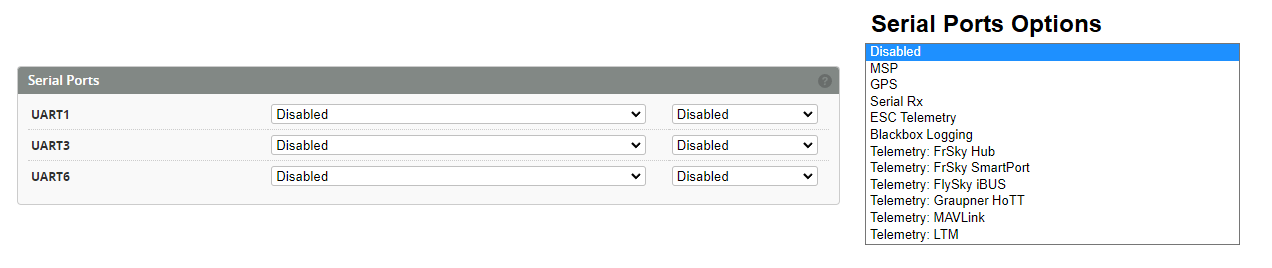 Serial Ports Options
Serial Ports ?
UART1 Disabled Disabled
UART3 Disabled Disabled
UART6 Disabled Disabled
Disabled
MSP
GPS
Serial Rx
ESC Telemetry
Blackbox Logging
Telemetry: FrSky Hub
Telemetry: FrSky SmartPort
Telemetry: FlySky iBUS
Telemetry: Graupner HoTT
Telemetry: MAVLink
Telemetry: LTM